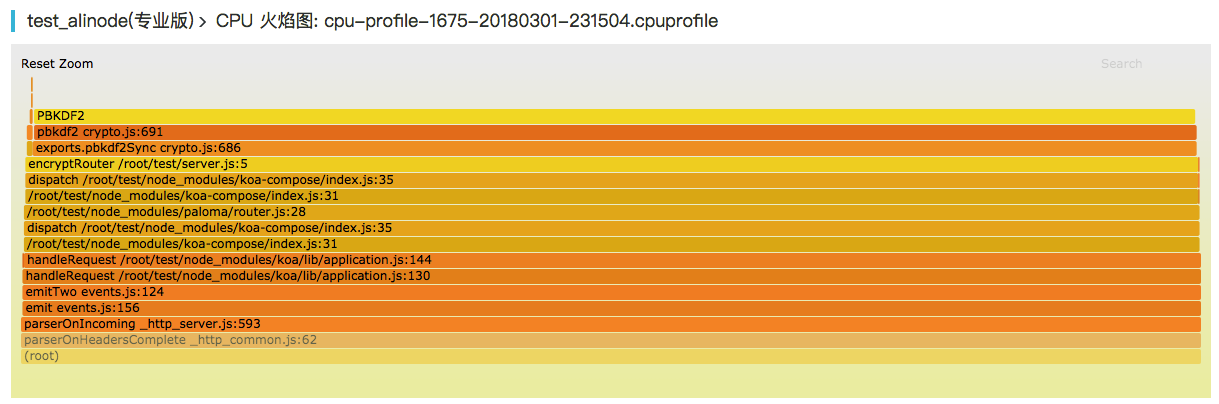 test_alinode(专业版) > CPU 火焰图: cpu-profile-1675-20180301-231504.cpuprofile
Reset Zoom Search
PBKDF2
pbkdf2 crypto.js:691
exports.pbkdf2Sync crypto.js:686
encryptRouter /root/test/server.js:5
dispatch /root/test/node_modules/koa-compose/index.js:35
/root/test/node_modules/koa-compose/index.js:31
/root/test/node_modules/paloma/router.js:28
dispatch /root/test/node_modules/koa-compose/index.js:35
/root/test/node_modules/koa-compose/index.js:31
handleRequest /root/test/node_modules/koa/lib/application.js:144
handleRequest /root/test/node_modules/koa/lib/application.js:130
emitTwo events.js:124
emit events.js:156
parserOnIncoming _http_server.js:593
parserOnHeadersComplete _http_common.js:62
(root)